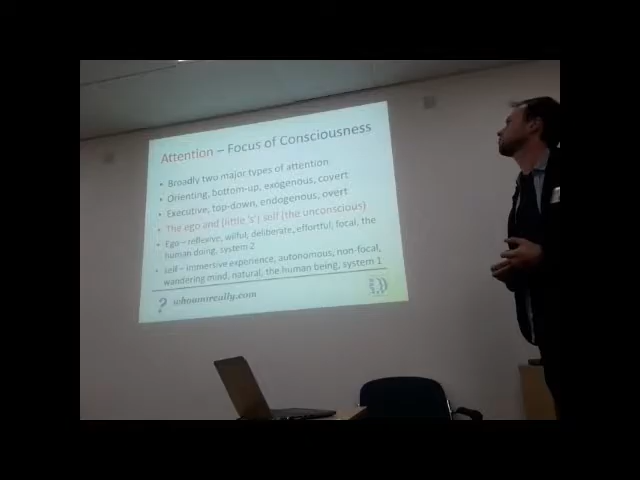 Attention – Focus of Consciousness
• Broadly two major types of attention
• Orienting, bottom-up, exogenous, covert
• Executive, top-down, endogenous, overt
• The ego and (little 's') self (the unconscious)
• Ego – reflexive, wilful, deliberate, effortful, focal, the
human doing, system 2
• self – immersive experience, autonomous, non-focal,
wandering mind, natural, the human being, system 1
? whoamireally.com